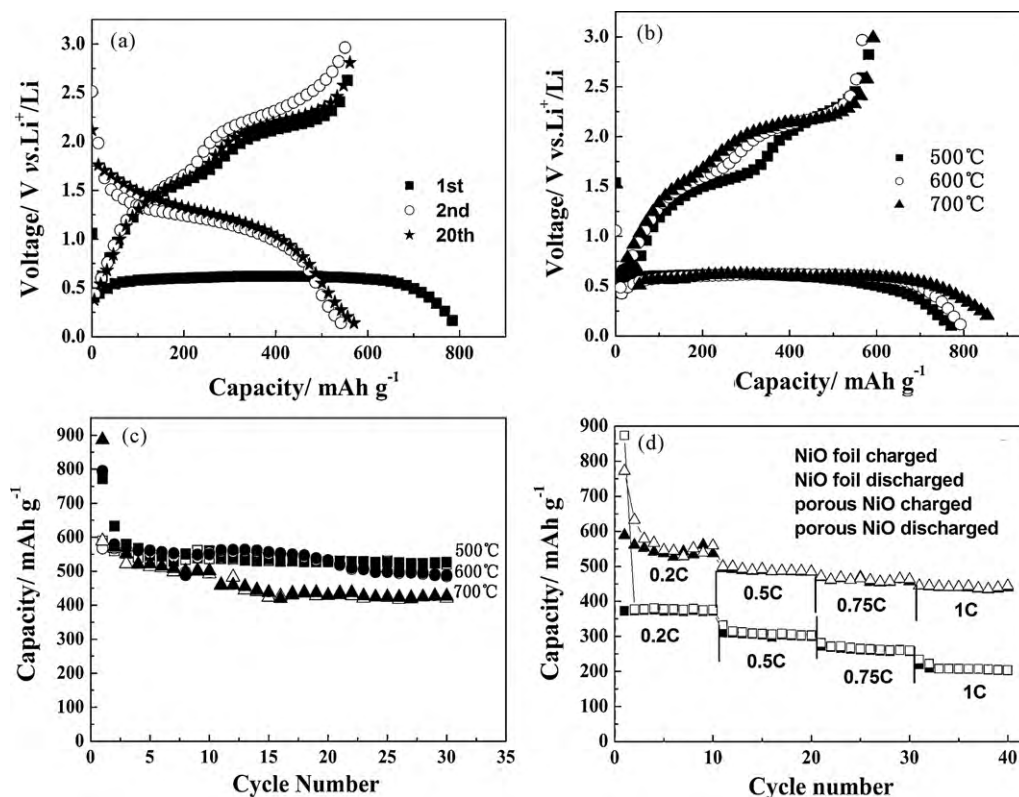 (a)
3.0
2.5
2.0
1.5
1.0
0.5
0.0
Voltage/ V vs.Li+/Li
1st
2nd
20th
0 200 400 600 800
Capacity/ mAh g-1
(b)
3.0
2.5
2.0
1.5
1.0
0.5
0.0
Voltage/ V vs.Li+/Li
500℃
600℃
700℃
0 200 400 600 800
Capacity/ mAh g-1
(c)
900
800
700
600
500
400
300
200
100
0
Capacity/ mAh g-1
500℃
600℃
700℃
0 5 10 15 20 25 30 35
Cycle Number
(d)
900
800
700
600
500
400
300
200
100
0
Capacity/ mAh g-1
NiO foil charged
NiO foil discharged
porous NiO charged
porous NiO discharged
0.2C
0.5C
0.75C
1C
0.2C
0.5C
0.75C
1C
0 10 20 30 40
Cycle number